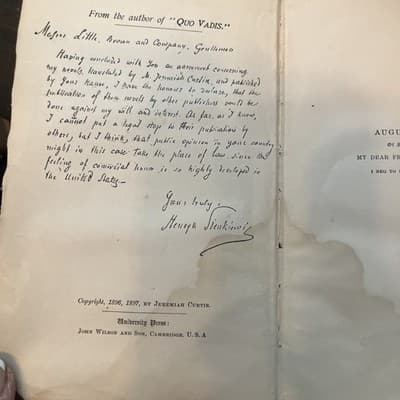 From the author of "QUO VADIS."
Messrs Little, Brown and Company, Gentlemen
Having concluded with You an agreement concerning
my novels, translated by M. Jeremiah Curtin, and published
by Your House, I have the honour to declare, that the
publication of these novels by other publishers would be
done against my will and interest. As far, as I know,
I cannot put a legal stop to their publication by
others, but I think, that public opinion in your country
might in this case take the place of law since the
feeling of commercial honor is so highly developed in
the United States.—
Yours truly.
Henryk Sienkiewicz
Copyright, 1896, 1897, BY JEREMIAH CURTIN.
University Press:
JOHN WILSON AND SON, CAMBRIDGE, U. S. A
AUGU
MY DEAR FR
I BEG TO